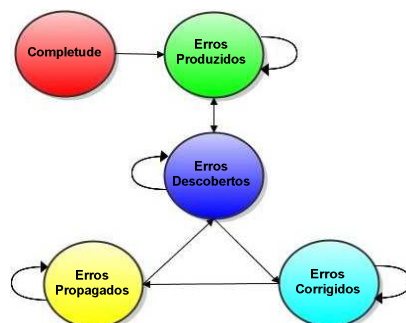 Completude
Erros
Produzidos
Erros
Descobertos
Erros
Propagados
Erros
Corrigidos